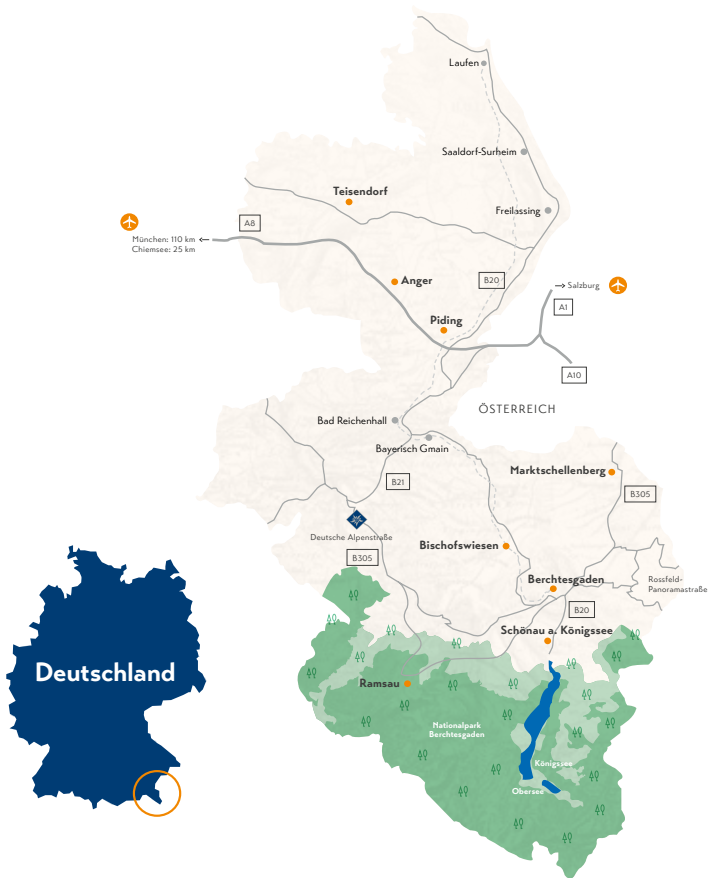 Laufen
Saaldorf-Surheim
Teisendorf
Freilassing
A8
München: 110 km
Chiemsee: 25 km
Anger
B20
Salzburg
A1
Piding
A10
ÖSTERREICH
Bad Reichenhall
Bayerisch Gmain
Marktschellenberg
B21
B305
Deutsche Alpenstraße
Bischofswiesen
B305
Berchtesgaden
Rossfeld-
Panoramastraße
B20
Schönau a. Königssee
Deutschland
Ramsau
Nationalpark
Berchtesgaden
Königssee
Obersee